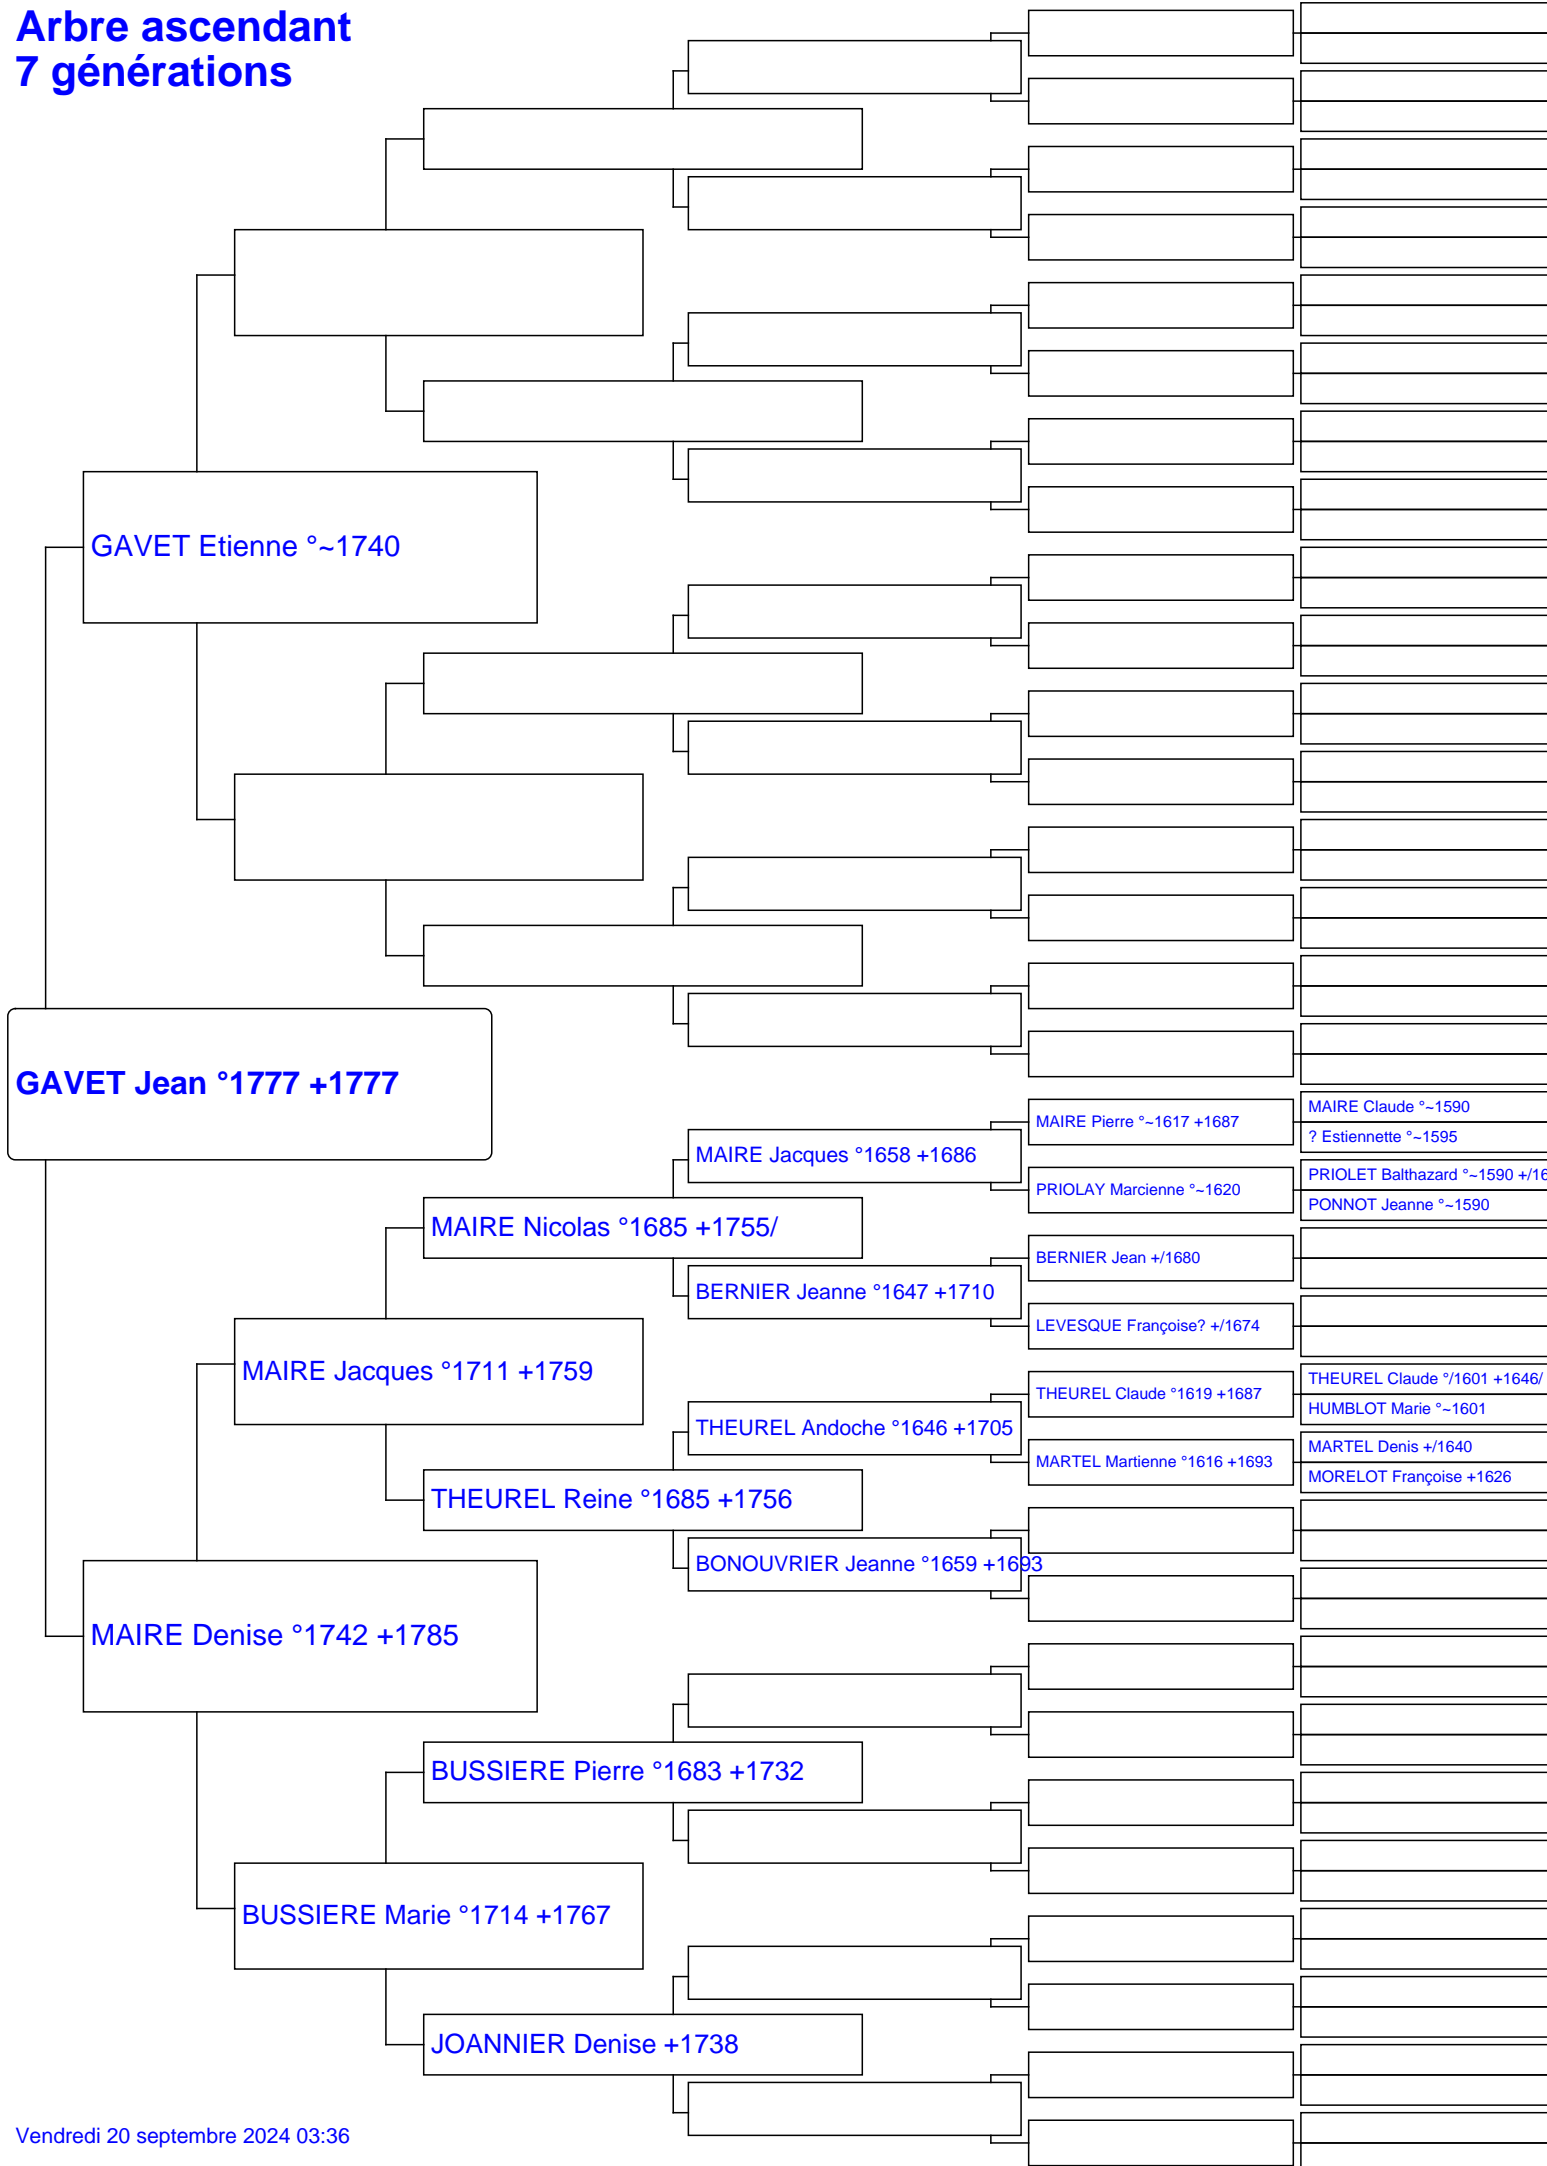 Arbre ascendant
7 générations
GAVET Etienne °~1740
GAVET Jean °1777 +1777
MAIRE Claude °~1590
MAIRE Pierre °~1617 +1687
? Estiennette °~1595
MAIRE Jacques °1658 +1686
PRIOLET Balthazard °~1590 +/16
PRIOLAY Marcienne °~1620
PONNOT Jeanne °~1590
MAIRE Nicolas °1685 +1755/
BERNIER Jean +/1680
BERNIER Jeanne °1647 +1710
LEVESQUE Françoise? +/1674
MAIRE Jacques °1711 +1759
THEUREL Claude °/1601 +1646/
THEUREL Claude °1619 +1687
HUMBLOT Marie °~1601
THEUREL Andoche °1646 +1705
MARTEL Denis +/1640
MARTEL Martienne °1616 +1693
MORELOT Françoise +1626
THEUREL Reine °1685 +1756
BONOUVRIER Jeanne °1659 +1693
MAIRE Denise °1742 +1785
BUSSIERE Pierre °1683 +1732
BUSSIERE Marie °1714 +1767
JOANNIER Denise +1738
Vendredi 20 septembre 2024 03:36